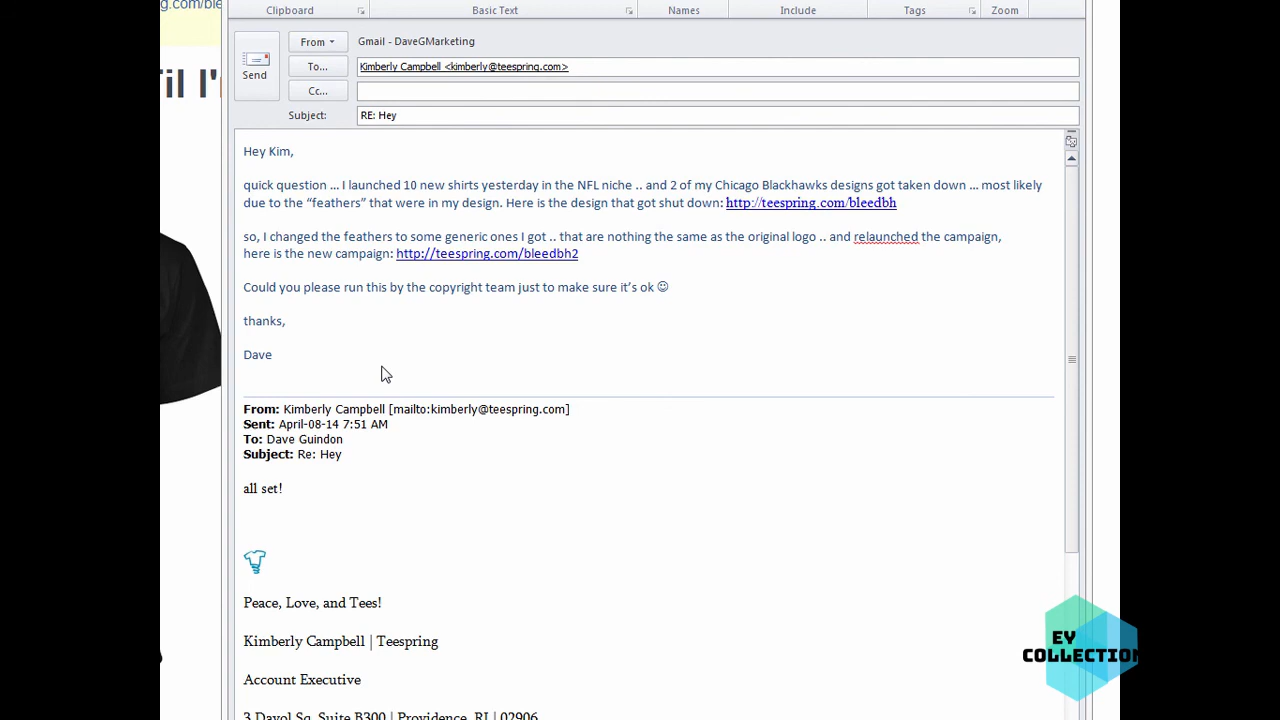 g.com/ble
Clipboard Basic Text Names Include Tags Zoom
From Gmail - DaveGMarketing
Send
To... Kimberly Campbell <kimberly@teespring.com>
Cc...
Subject: RE: Hey
il I'
Hey Kim,
quick question ... I launched 10 new shirts yesterday in the NFL niche .. and 2 of my Chicago Blackhawks designs got taken down ... most likely
due to the “feathers” that were in my design. Here is the design that got shut down: http://teespring.com/bleedbh
so, I changed the feathers to some generic ones I got .. that are nothing the same as the original logo .. and relaunched the campaign,
here is the new campaign: http://teespring.com/bleedbh2
Could you please run this by the copyright team just to make sure it’s ok ☺
thanks,
Dave
From: Kimberly Campbell [mailto:kimberly@teespring.com]
Sent: April-08-14 7:51 AM
To: Dave Guindon
Subject: Re: Hey
all set!
Peace, Love, and Tees!
Kimberly Campbell | Teespring
Account Executive
3 Davol Sq. Suite B300 | Providence, RI | 02906
EY
COLLECTION